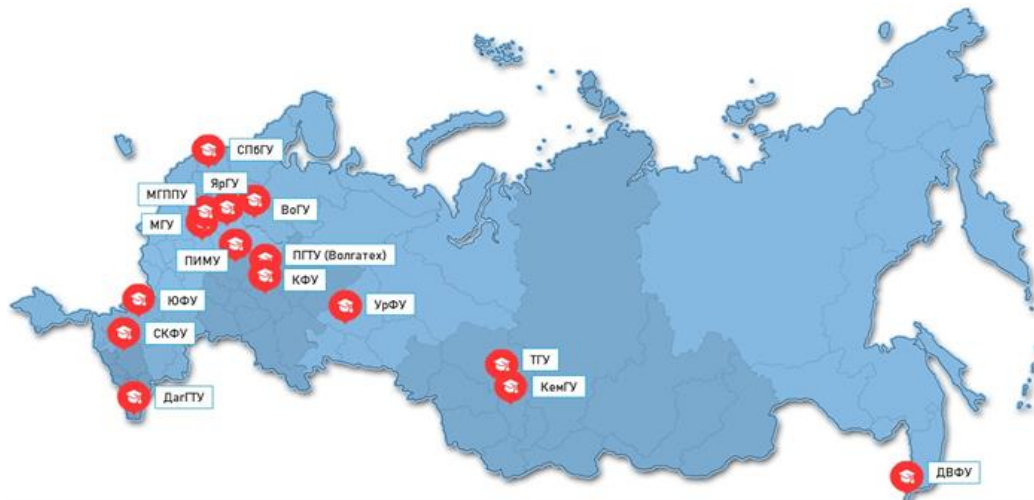 СПбГУ
ЯрГУ
МГППУ
ВоГУ
МГУ
ПИМУ
ПГТУ (Волгатех)
КФУ
ЮФУ
УрФУ
СКФУ
ТГУ
КемГУ
ДагГТУ
ДВФУ